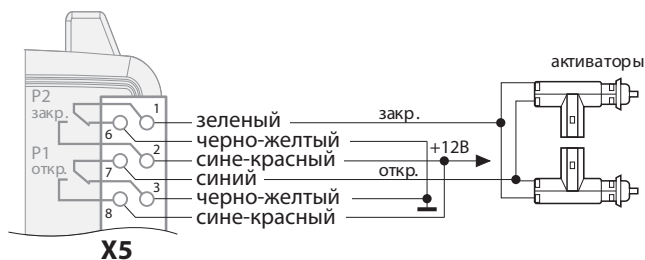 активаторы
P2
закр.
1
зеленый
закр.
6
черно-желтый
2
сине-красный
+12В
P1
откр.
7
синий
откр.
3
черно-желтый
8
сине-красный
X5